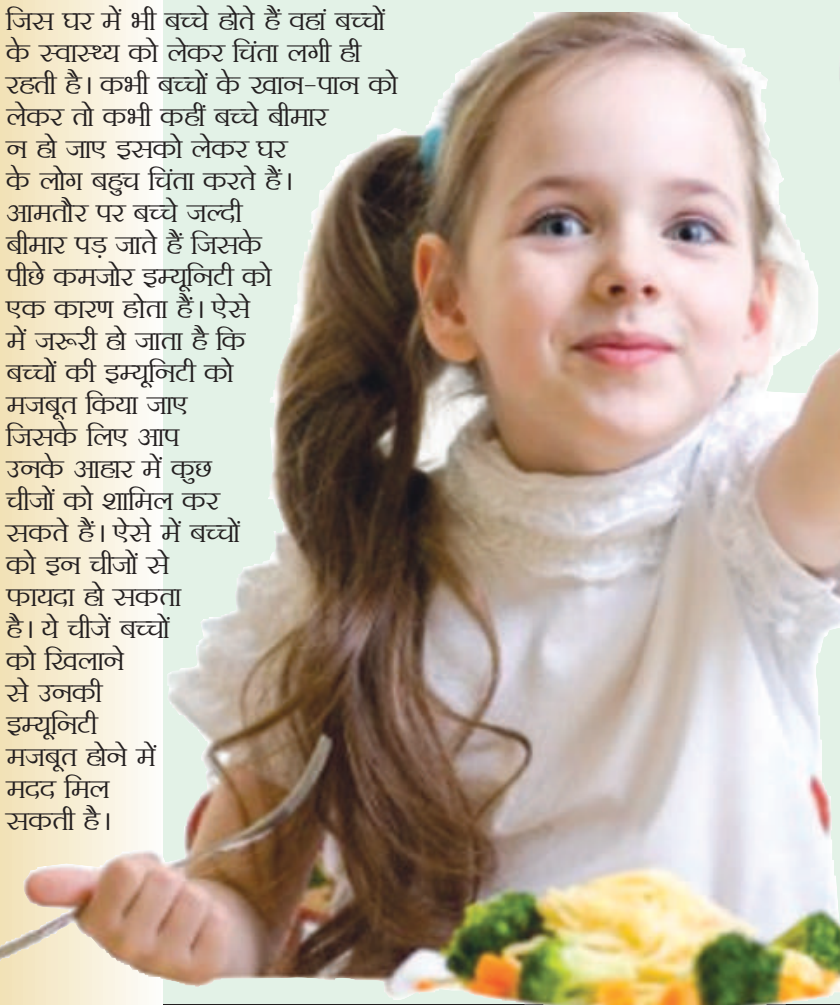 जिस घर में भी बच्चे होते हैं वहां बच्चों
के स्वास्थ्य को लेकर चिंता लगी ही
रहती है। कभी बच्चों के खान-पान को
लेकर तो कभी कहीं बच्चे बीमार
न हो जाए इसको लेकर घर
के लोग बहुच चिंता करते हैं।
आमतौर पर बच्चे जल्दी
बीमार पड़ जाते हैं जिसके
पीछे कमजोर इम्यूनिटी को
एक कारण होता हैं। ऐसे
में जरूरी हो जाता है कि
बच्चों की इम्यूनिटी को
मजबूत किया जाए
जिसके लिए आप
उनके आहार में कुछ
चीजों को शामिल कर
सकते हैं। ऐसे में बच्चों
को इन चीजों से
फायदा हो सकता
है। ये चीजें बच्चों
को खिलाने
से उनकी
इम्यूनिटी
मजबूत होने में
मदद मिल
सकती है।